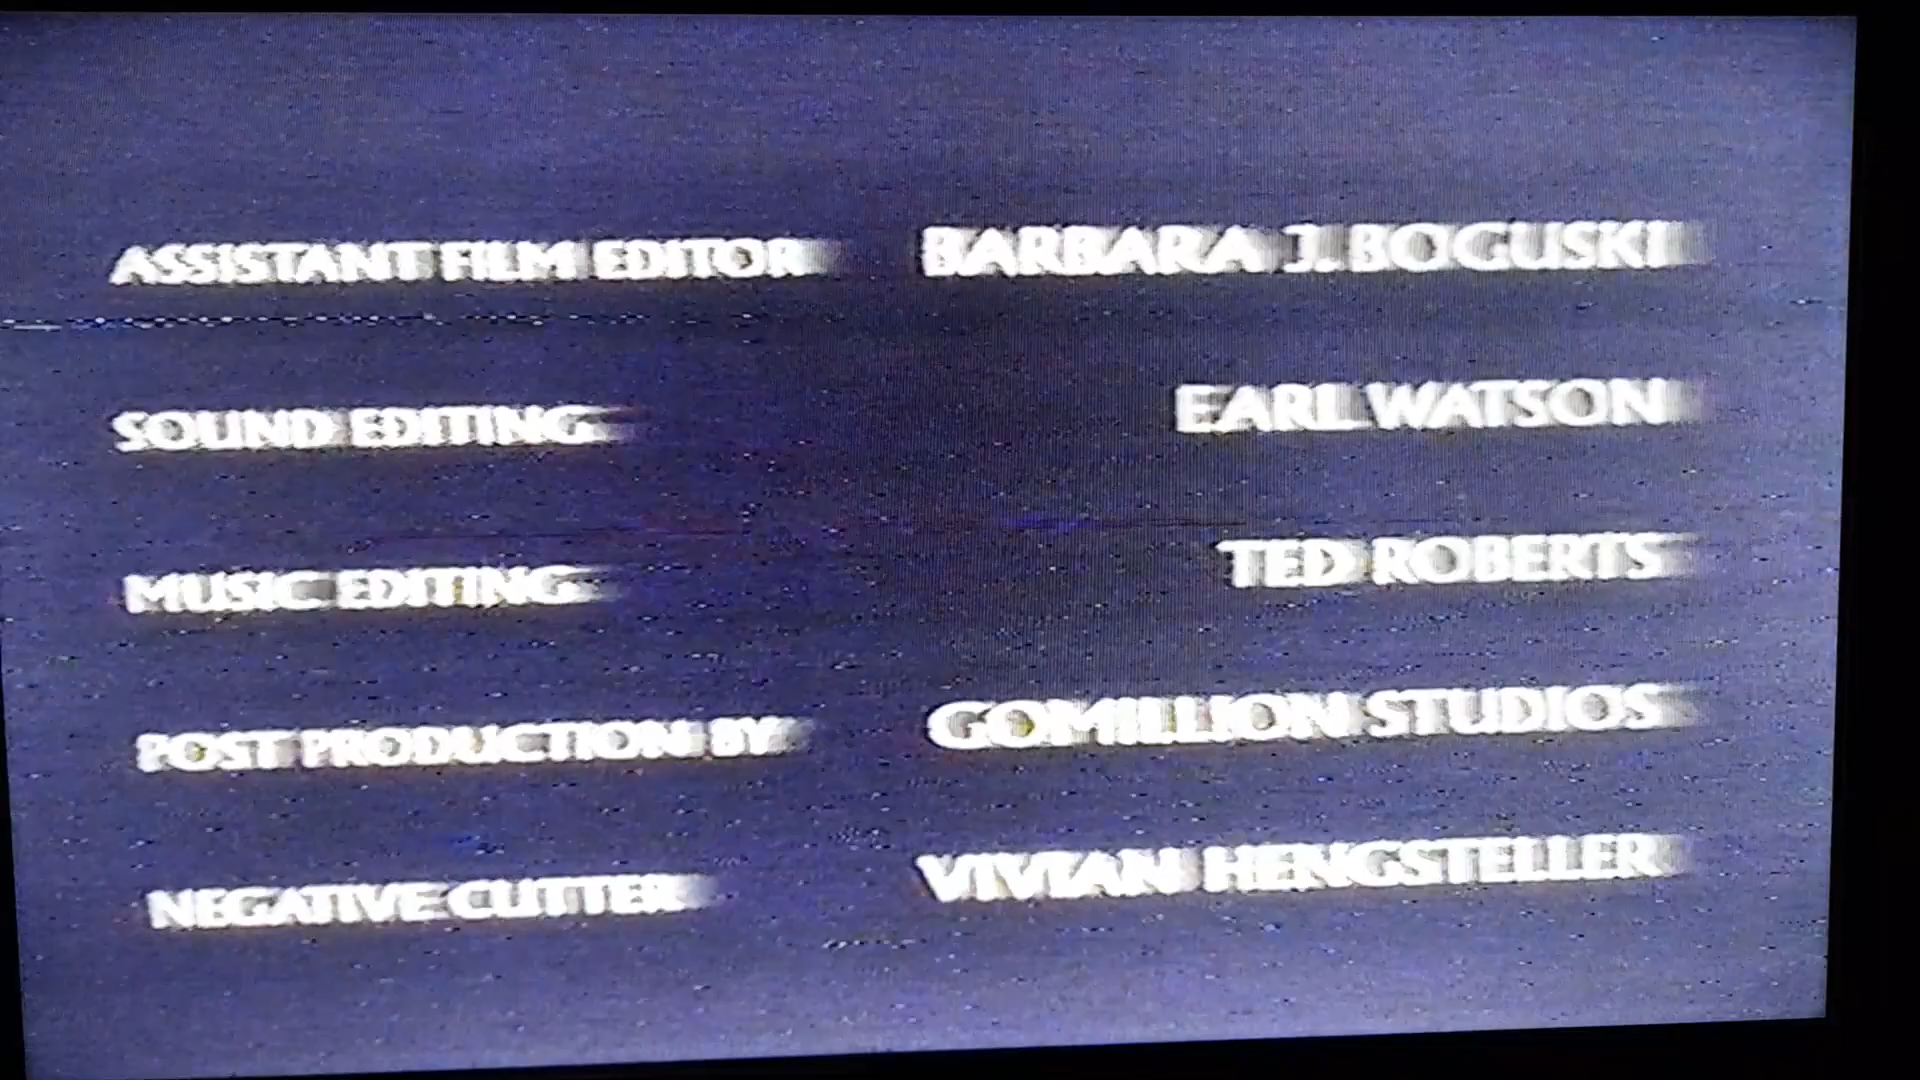 ASSISTANT FILM EDITOR BARBARA J. BOGUSKI
SOUND EDITING EARL WATSON
MUSIC EDITING TED ROBERTS
POST PRODUCTION BY GOMILLION STUDIOS
NEGATIVE CUTTER VIVIAN HENGSTELLER